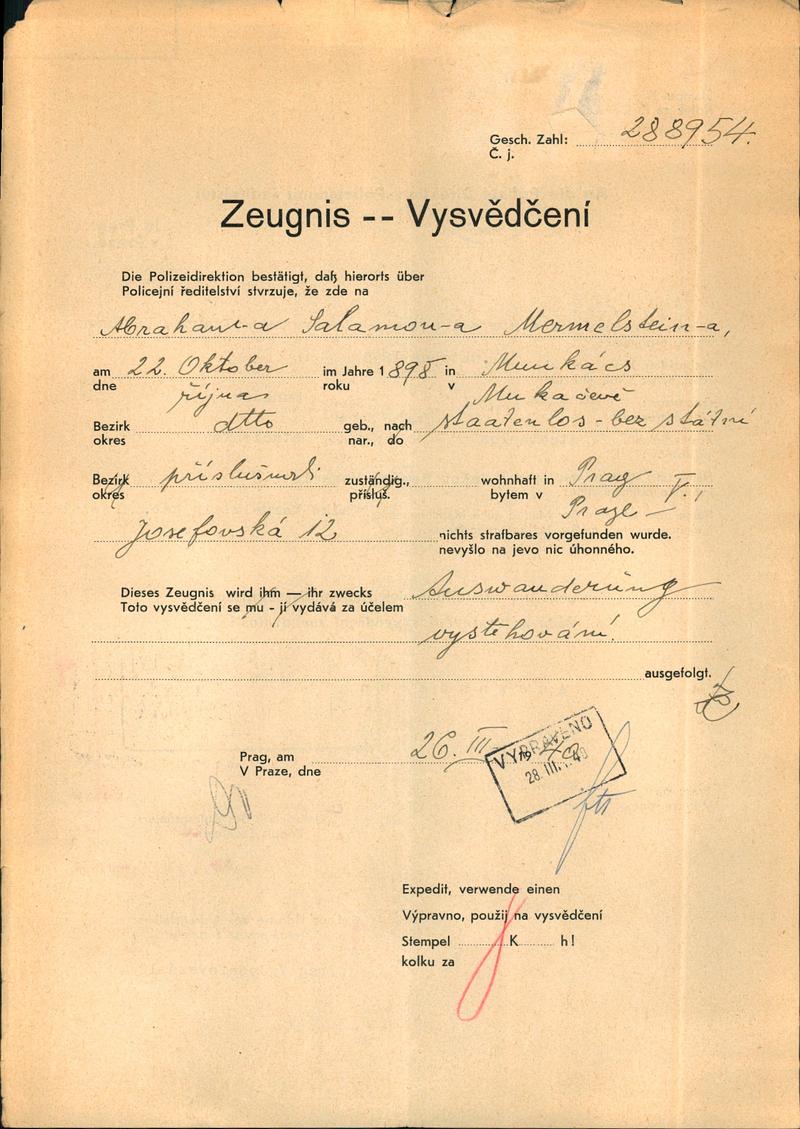 Gesch. Zahl: 288954.
Č. j.
Zeugnis -- Vysvědčení
Die Polizeidirektion bestätigt, daß hierorts über
Policejní ředitelství stvrzuje, že zde na
Abraham-a Salamon-a Mermelstein-a,
am 22. Oktober im Jahre 1898 in Munkács
dne října roku v Mukačevě
Bezirk dtto geb., nach staatenlos - bez státní
okres nar., do
Bezirk příslušnosti zuständig., wohnhaft in Prag V.,
okres přísluš. bytem v Praze —
Josefovská 12 nichts strafbares vorgefunden wurde.
nevyšlo na jevo nic úhonného.
Dieses Zeugnis wird ihm — ihr zwecks Auswanderung
Toto vysvědčení se mu - jí vydává za účelem
vystěhování.
ausgefolgt.
Prag, am 26. III. 1940
V Praze, dne
VYPRAVENO
28. III. 40
Expedit, verwende einen
Výpravno, použij na vysvědčení
Stempel K h!
kolku za